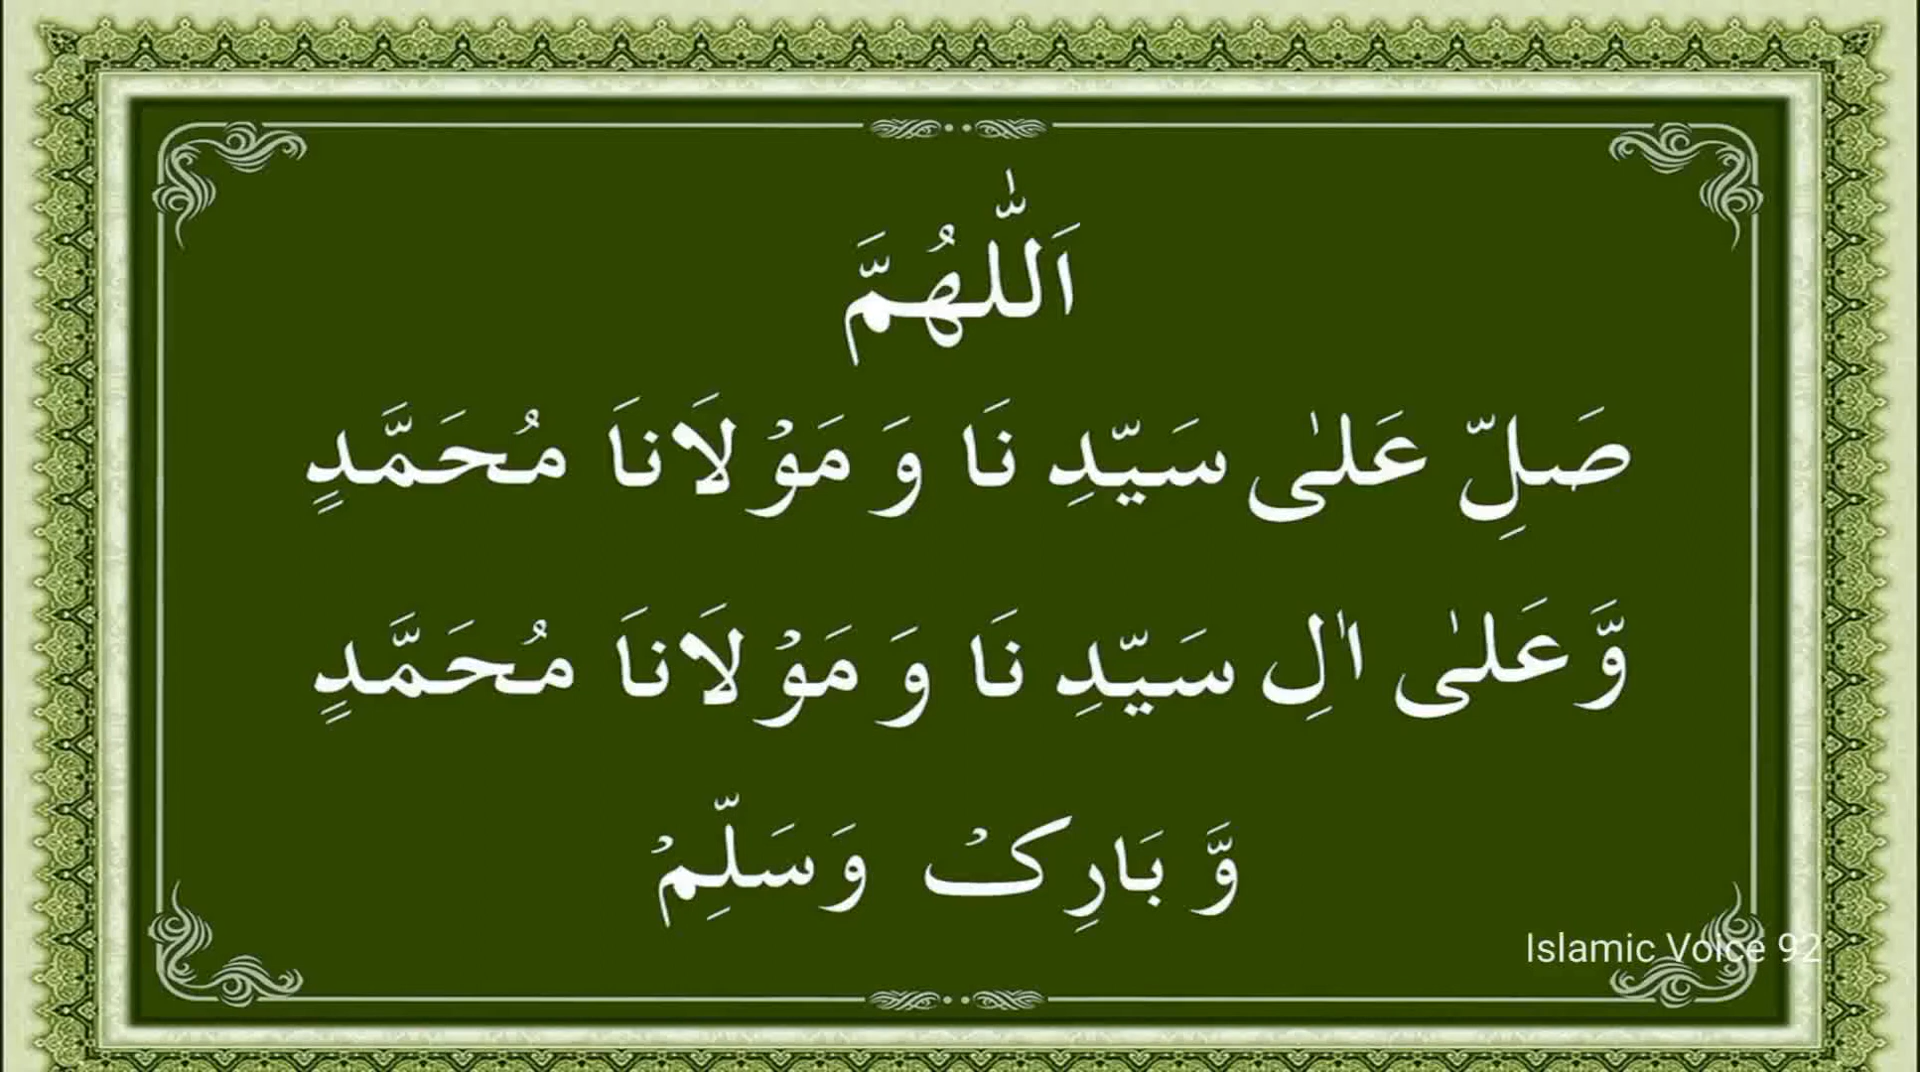 اَللّٰهُمَّ
صَلِّ عَلٰی سَیِّدِ نَا وَ مَوْلَانَا مُحَمَّدٍ
وَّعَلٰی اٰلِ سَیِّدِ نَا وَ مَوْلَانَا مُحَمَّدٍ
وَّ بَارِکْ وَسَلِّمْ
Islamic Voice 92